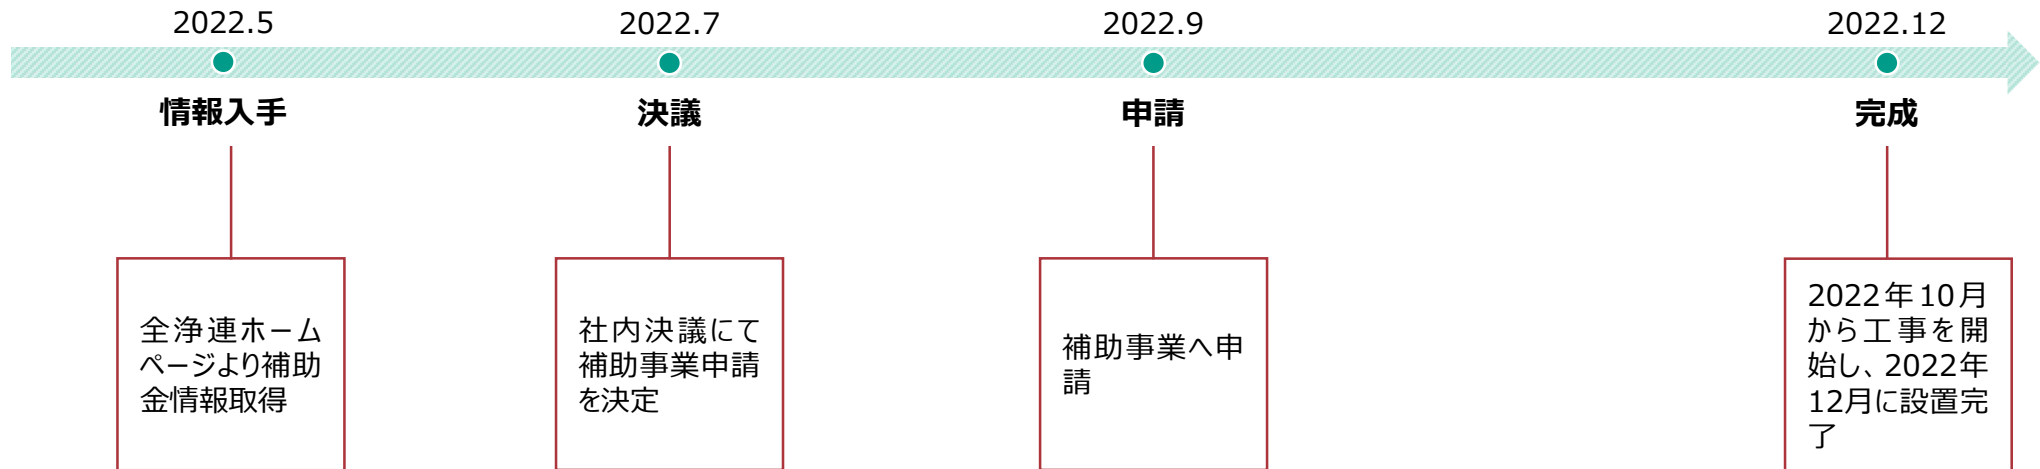 2022.5
2022.7
2022.9
2022.12
情報入手
決議
申請
完成
全浄連ホーム
ページより補助
金情報取得
社内決議にて
補助事業申請
を決定
補助事業へ申
請
2022年10月
から工事を開
始し、2022年
12月に設置完
了